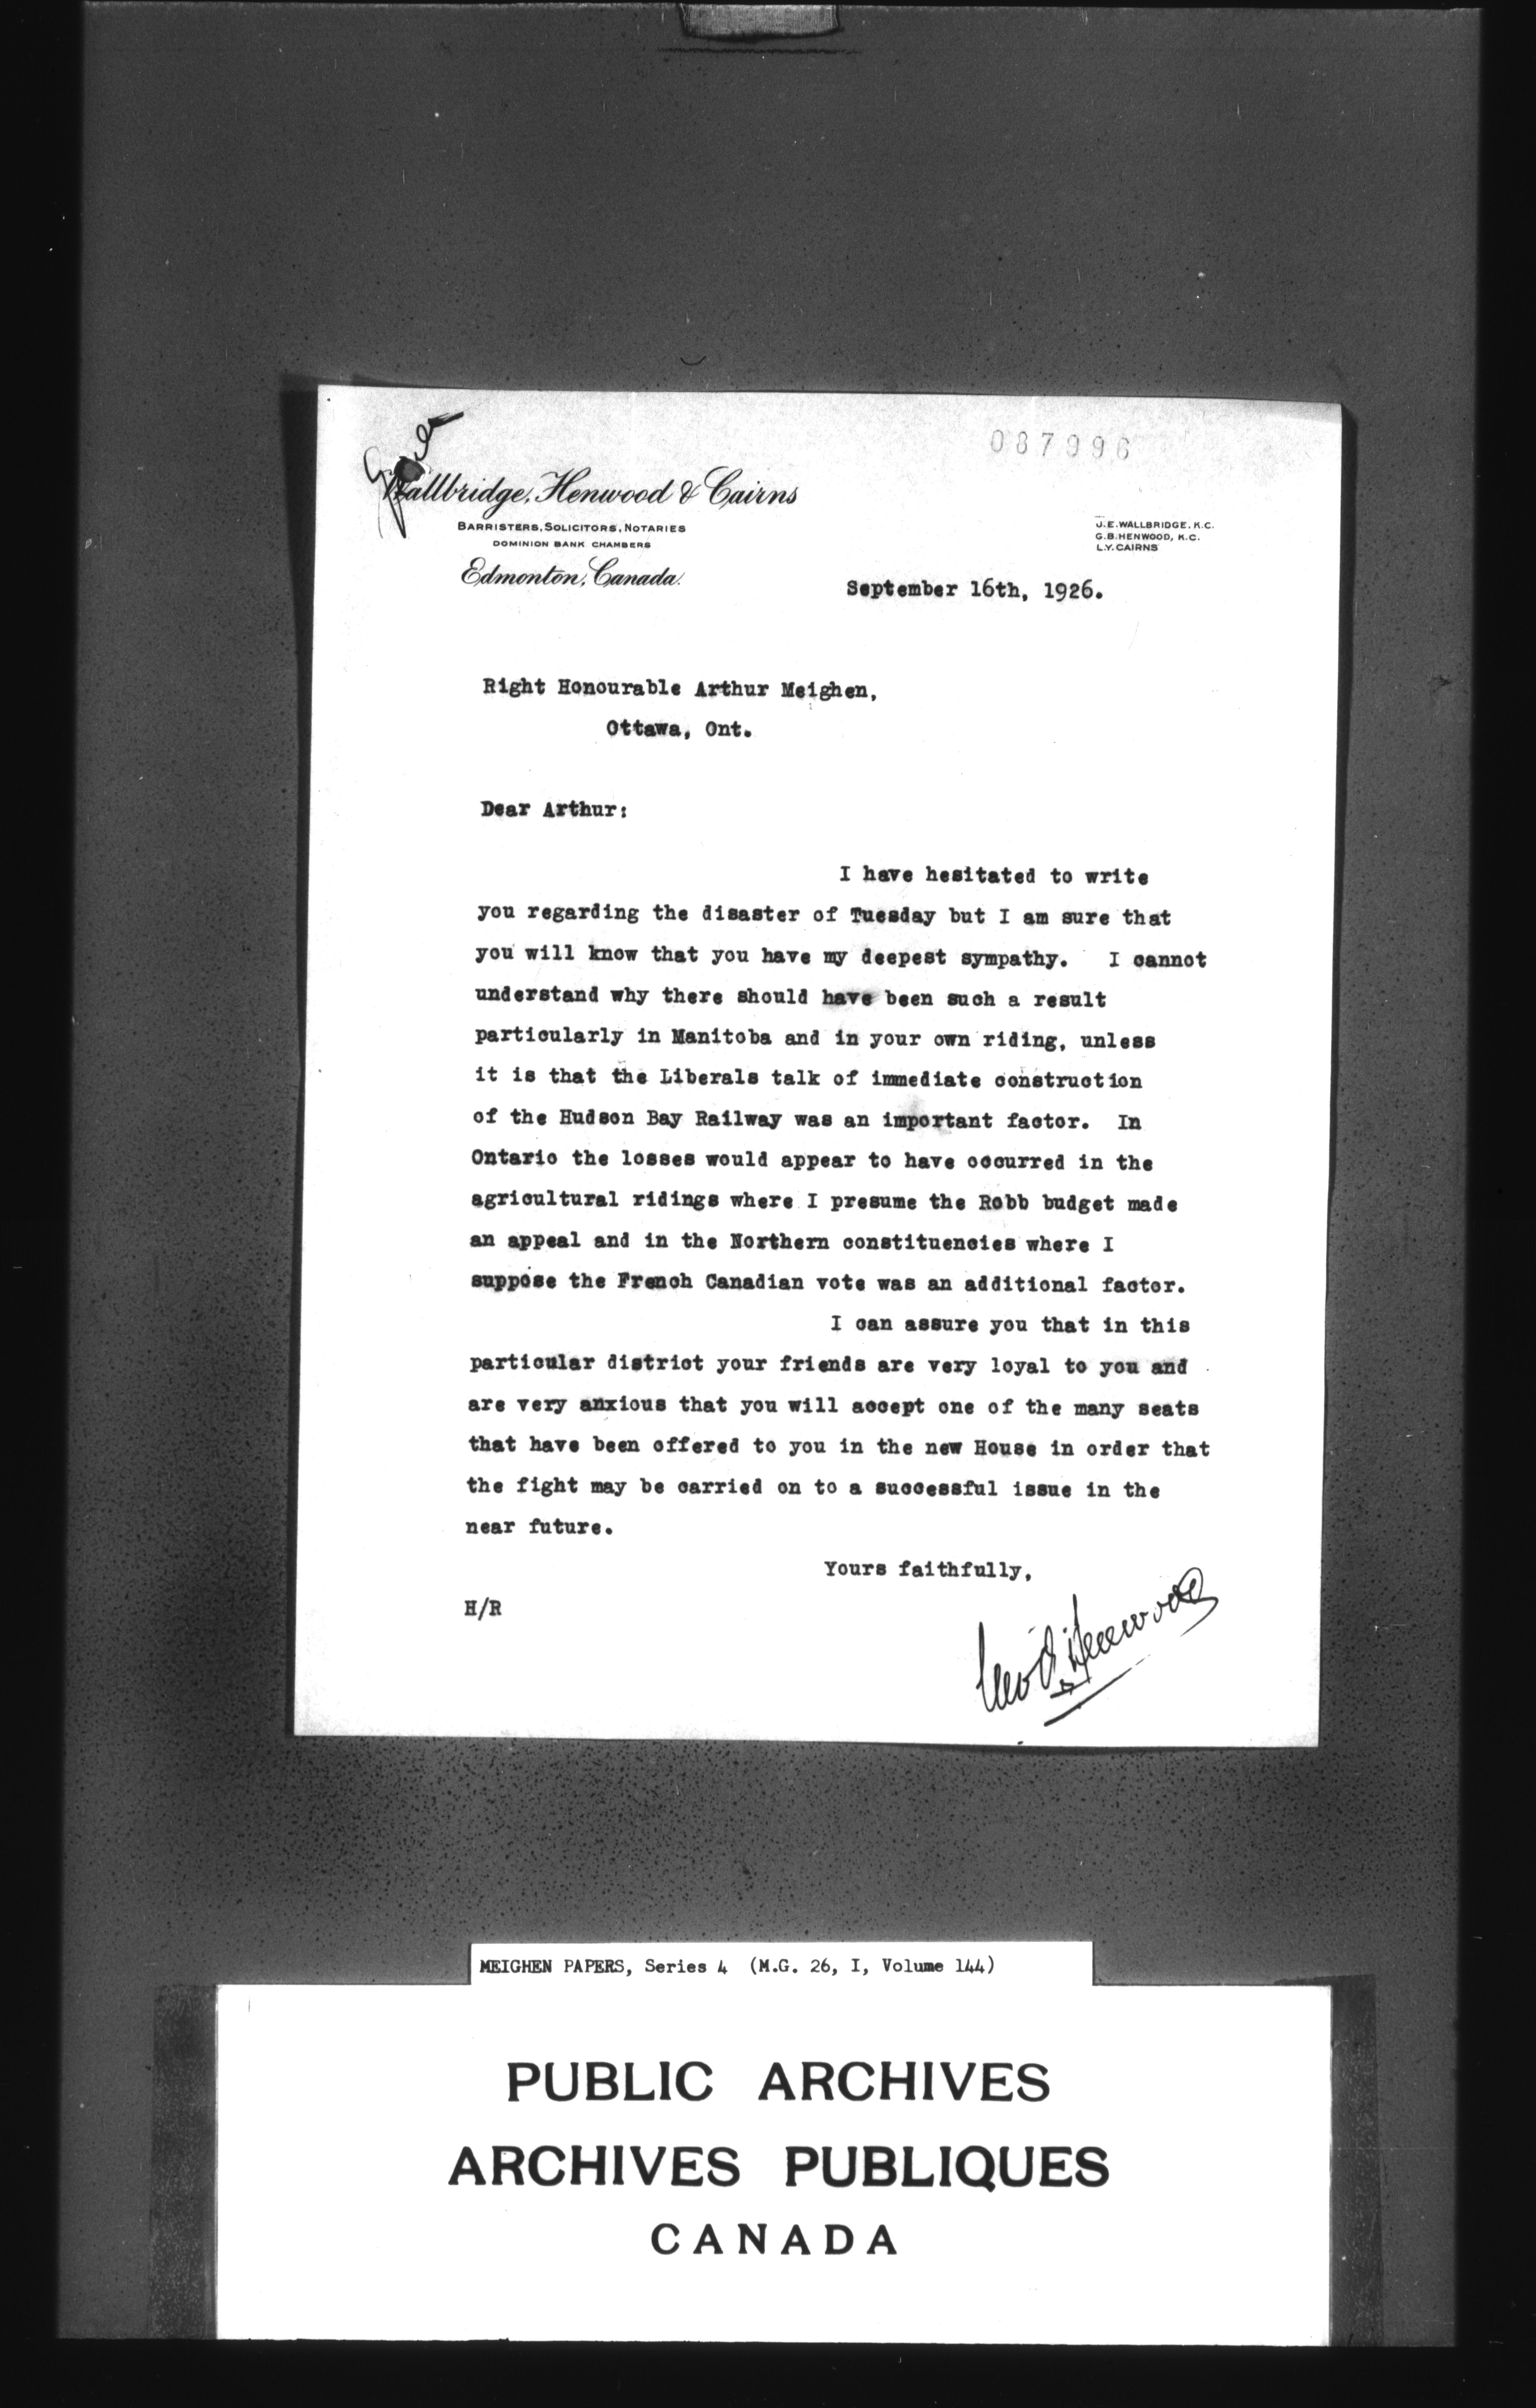 087996
Wallbridge, Henwood & Cairns
BARRISTERS, SOLICITORS, NOTARIES
DOMINION BANK CHAMBERS
Edmonton, Canada.
J.E. WALLBRIDGE, K.C.
G.B. HENWOOD, K.C.
L.Y. CAIRNS
September 16th, 1926.
Right Honourable Arthur Meighen,
Ottawa, Ont.
Dear Arthur:
I have hesitated to write
you regarding the disaster of Tuesday but I am sure that
you will know that you have my deepest sympathy. I cannot
understand why there should have been such a result
particularly in Manitoba and in your own riding, unless
it is that the Liberals talk of immediate construction
of the Hudson Bay Railway was an important factor. In
Ontario the losses would appear to have occurred in the
agricultural ridings where I presume the Robb budget made
an appeal and in the Northern constituencies where I
suppose the French Canadian vote was an additional factor.
I can assure you that in this
particular district your friends are very loyal to you and
are very anxious that you will accept one of the many seats
that have been offered to you in the new House in order that
the fight may be carried on to a successful issue in the
near future.
Yours faithfully,
H/R
Geo B. Henwood
MEIGHEN PAPERS, Series 4 (M.G. 26, I, Volume 144)
PUBLIC ARCHIVES
ARCHIVES PUBLIQUES
CANADA